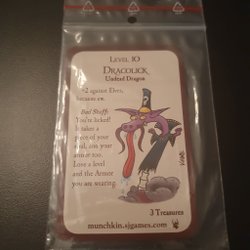 LEVEL 10
DRACOLICK
Undead Dragon
+2 against Elves,
because ew.
Bad Stuff:
You're licked!
It takes a
piece of your
soul, and your
armor too.
Lose a level
and the Armor
you are wearing.
3 Treasures
munchkin.sjgames.com